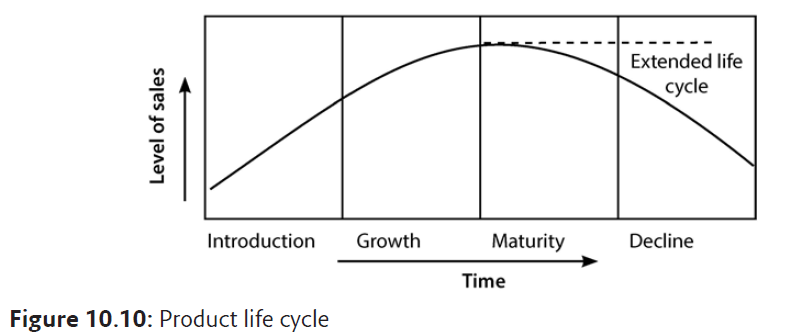 Level of sales
Extended life
cycle
Introduction Growth Maturity Decline
Time
Figure 10.10: Product life cycle